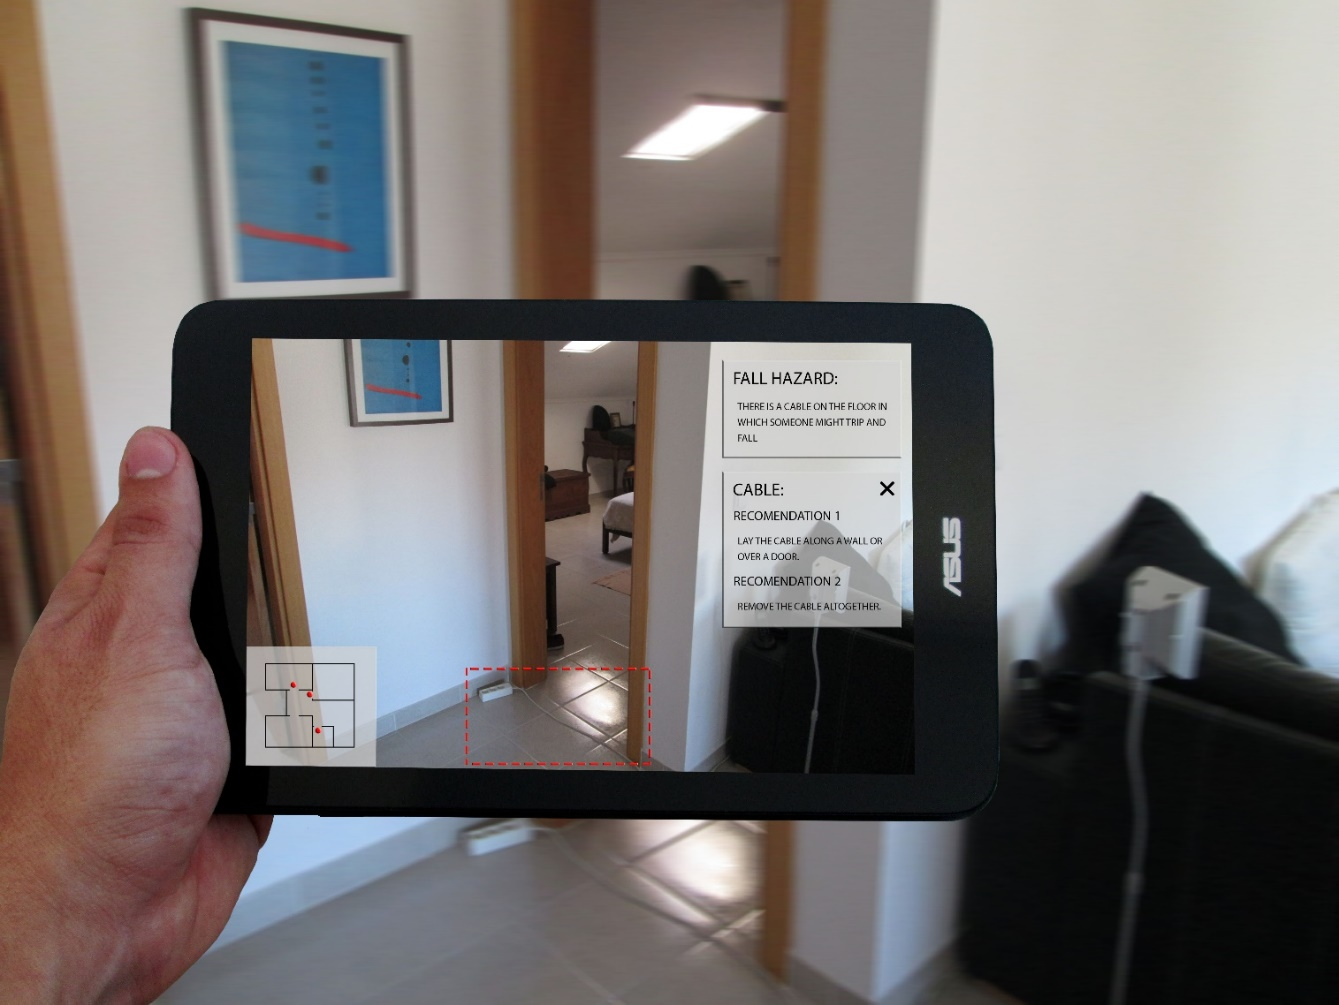 FALL HAZARD:
THERE IS A CABLE ON THE FLOOR IN
WHICH SOMEONE MIGHT TRIP AND
FALL
CABLE:
RECOMENDATION 1
LAY THE CABLE ALONG A WALL OR
OVER A DOOR.
RECOMENDATION 2
REMOVE THE CABLE ALTOGETHER.
ASUS